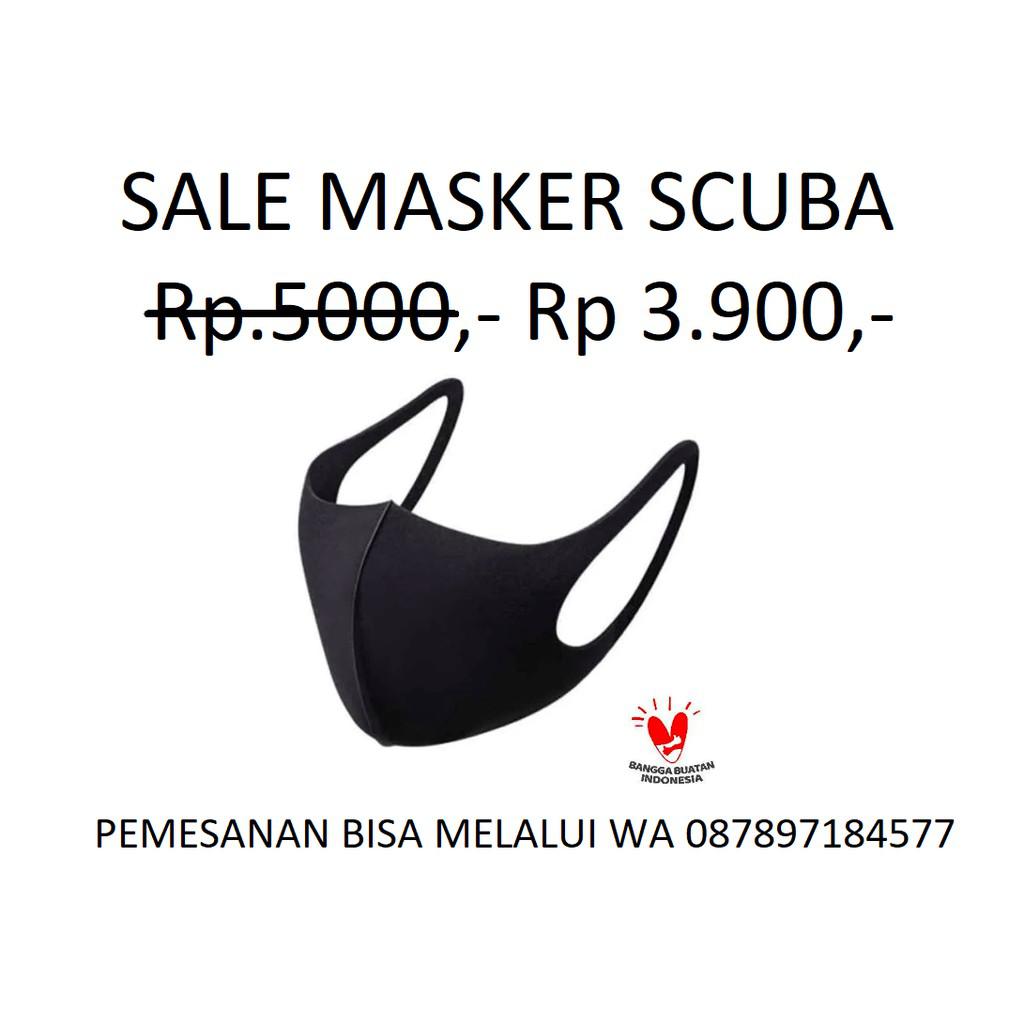 SALE MASKER SCUBA
Rp.5000,- Rp 3.900,-
BANGGA BUATAN
INDONESIA
PEMESANAN BISA MELALUI WA 087897184577